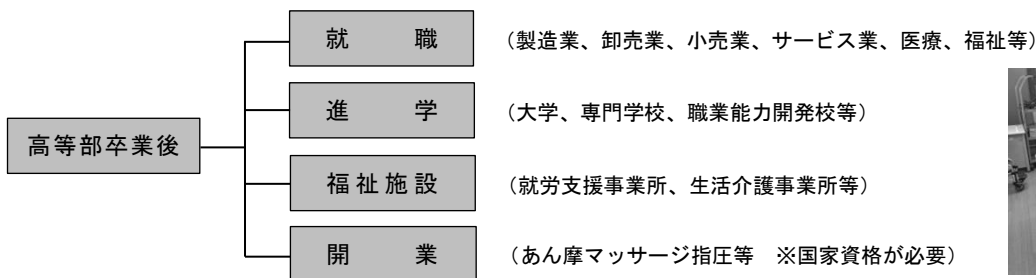 就　職　（製造業、卸売業、小売業、サービス業、医療、福祉等）
進　学　（大学、専門学校、職業能力開発校等）
高等部卒業後
福祉施設　（就労支援事業所、生活介護事業所等）
開　業　（あん摩マッサージ指圧等　※国家資格が必要）